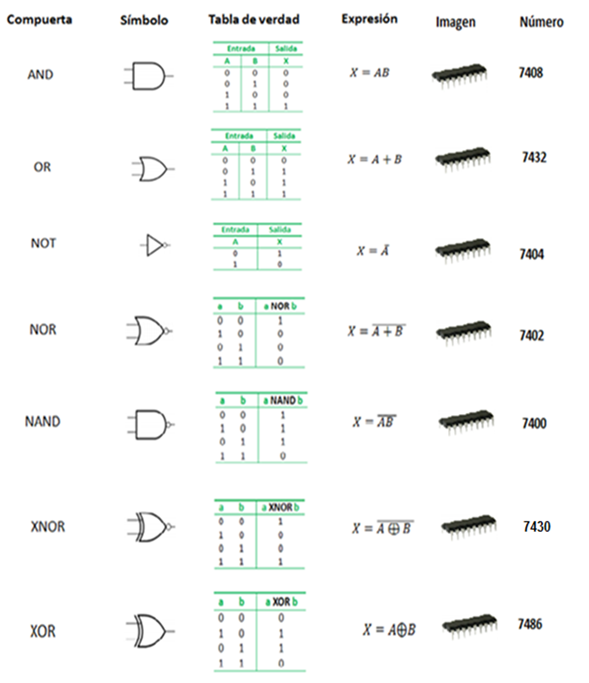 Compuerta Símbolo Tabla de verdad Expresión Imagen Número
AND
Entrada Salida
A B X
0 0 0
0 1 0
1 0 0
1 1 1
X = AB
7408
OR
Entrada Salida
A B X
0 0 0
0 1 1
1 0 1
1 1 1
X = A + B
7432
NOT
Entrada Salida
A X
0 1
1 0
X = Ā
7404
NOR
a b a NOR b
0 0 1
1 0 0
0 1 0
1 1 0
X = \overline{A + B}
7402
NAND
a b a NAND b
0 0 1
1 0 1
0 1 1
1 1 0
X = \overline{AB}
7400
XNOR
a b a XNOR b
0 0 1
1 0 0
0 1 0
1 1 1
X = \overline{A ⊕ B}
7430
XOR
a b a XOR b
0 0 0
1 0 1
0 1 1
1 1 0
X = A⊕B
7486